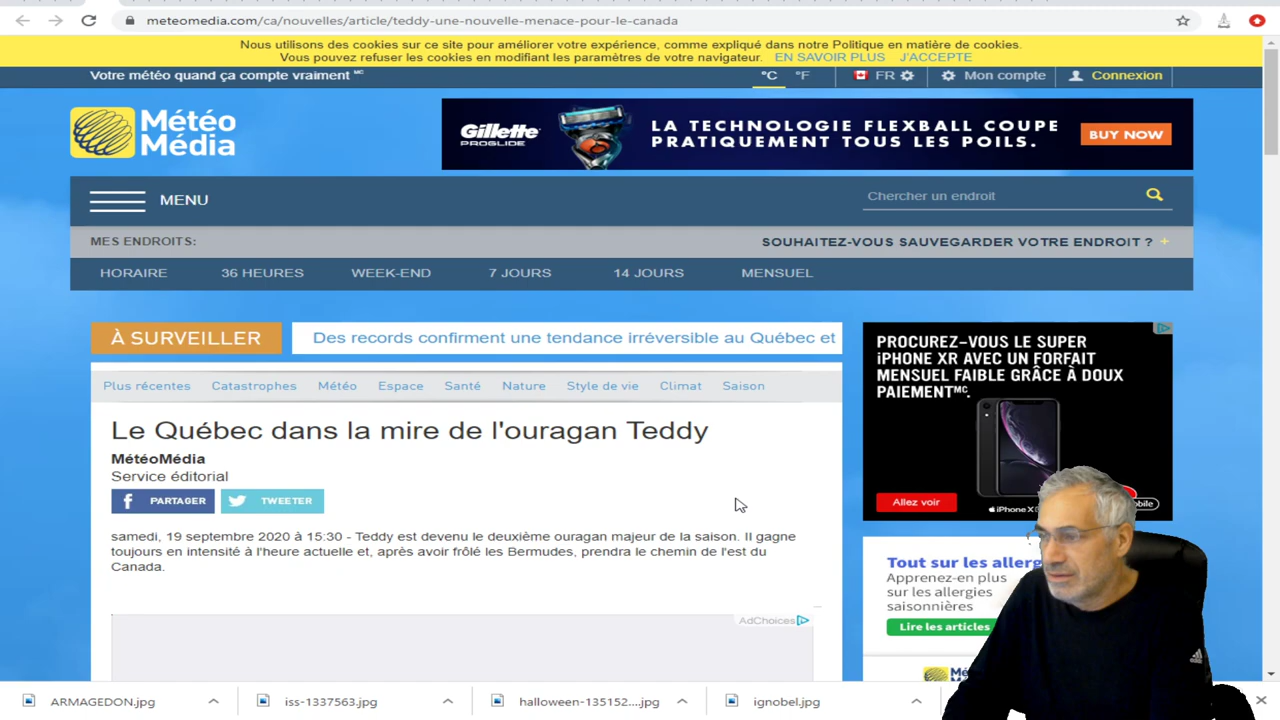 meteomedia.com/ca/nouvelles/article/teddy-une-nouvelle-menace-pour-le-canada
Nous utilisons des cookies sur ce site pour améliorer votre expérience, comme expliqué dans notre Politique en matière de cookies.
Vous pouvez refuser les cookies en modifiant les paramètres de votre navigateur. EN SAVOIR PLUS J'ACCEPTE
Votre météo quand ça compte vraiment MC
°C °F FR Mon compte Connexion
Météo
Média
Gillette
PROGLIDE
LA TECHNOLOGIE FLEXBALL COUPE
PRATIQUEMENT TOUS LES POILS.
BUY NOW
MENU
Chercher un endroit
MES ENDROITS:
SOUHAITEZ-VOUS SAUVEGARDER VOTRE ENDROIT ? +
HORAIRE 36 HEURES WEEK-END 7 JOURS 14 JOURS MENSUEL
À SURVEILLER
Des records confirment une tendance irréversible au Québec et
Plus récentes Catastrophes Météo Espace Santé Nature Style de vie Climat Saison
Le Québec dans la mire de l'ouragan Teddy
MétéoMédia
Service éditorial
PARTAGER TWEETER
samedi, 19 septembre 2020 à 15:30 - Teddy est devenu le deuxième ouragan majeur de la saison. Il gagne
toujours en intensité à l'heure actuelle et, après avoir frôlé les Bermudes, prendra le chemin de l'est du
Canada.
AdChoices
PROCUREZ-VOUS LE SUPER
iPHONE XR AVEC UN FORFAIT
MENSUEL FAIBLE GRÂCE À DOUX
PAIEMENTMC.
Allez voir
iPhone X
Tout sur les allerg
Apprenez-en plus
sur les allergies
saisonnières
Lire les articles
ARMAGEDON.jpg
iss-1337563.jpg
halloween-135152....jpg
ignobel.jpg